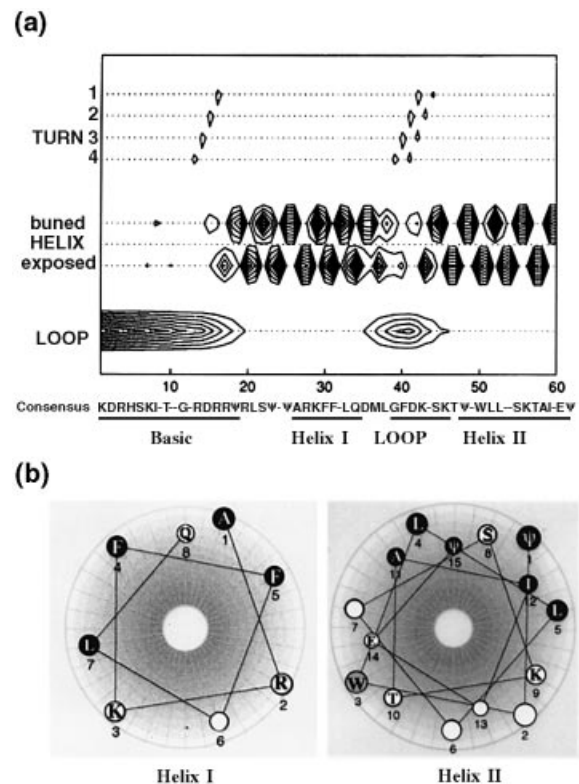 (a)
1
2
TURN 3
4
buned
HELIX
exposed
LOOP
10 20 30 40 50 60
Consensus KDRHSKI-T--G-RDRRΨRLSΨ-ΨARKFF-LQDMLGFDK-SKTΨ-WLL--SKTAI-EΨ
Basic Helix I LOOP Helix II
(b)
A
1
R
2
K
3
F
4
F
5
6
L
7
Q
8
Helix I
Ψ
1
2
W
3
L
4
L
5
6
7
S
8
K
9
T
10
A
11
I
12
13
E
14
Ψ
15
Helix II